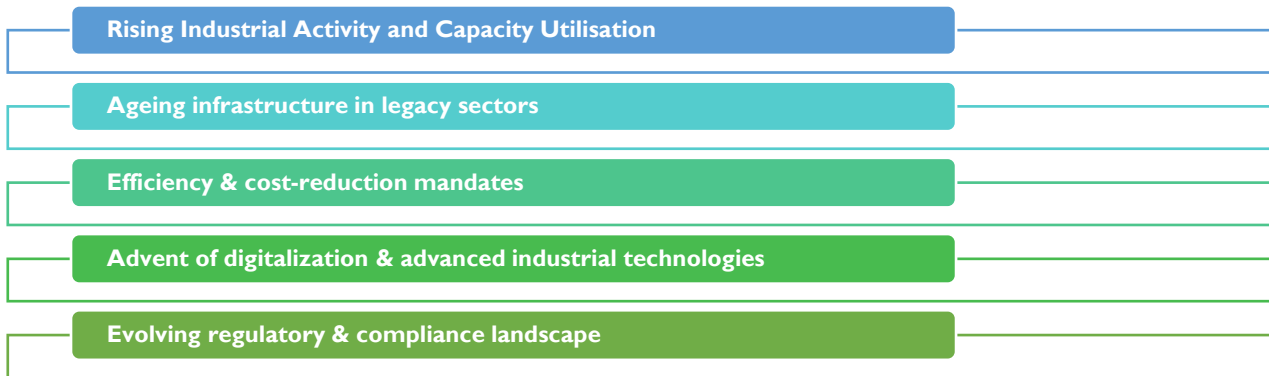 Rising Industrial Activity and Capacity Utilisation
Ageing infrastructure in legacy sectors
Efficiency & cost-reduction mandates
Advent of digitalization & advanced industrial technologies
Evolving regulatory & compliance landscape